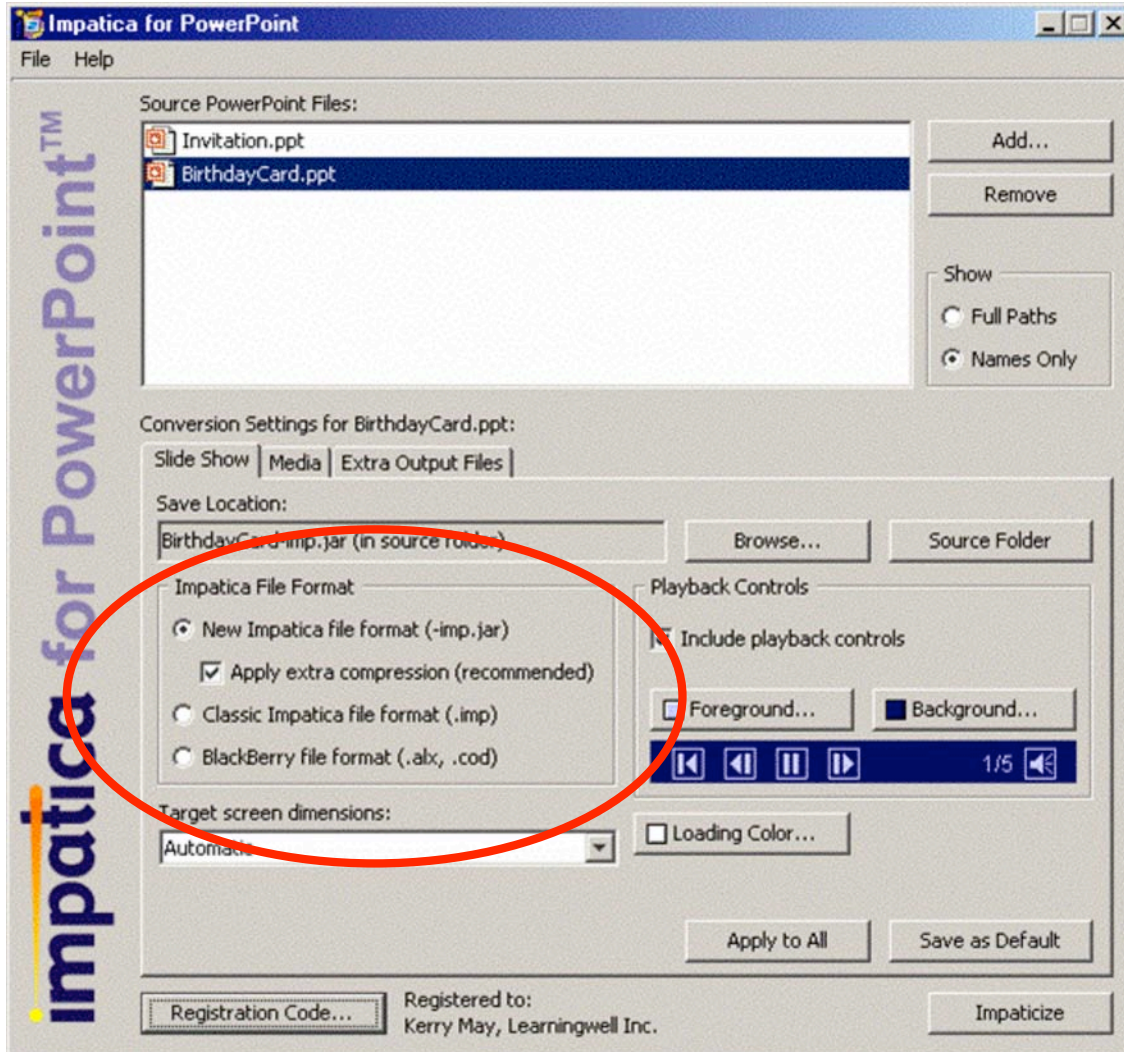 Impatica for PowerPoint
File Help
Source PowerPoint Files:
Invitation.ppt
BirthdayCard.ppt
Add...
Remove
Show
Full Paths
Names Only
impatica for PowerPoint™
Conversion Settings for BirthdayCard.ppt:
Slide Show Media Extra Output Files
Save Location:
BirthdayCard-imp.jar (in source folder)
Browse...
Source Folder
Impatica File Format
New Impatica file format (-imp.jar)
Apply extra compression (recommended)
Classic Impatica file format (.imp)
BlackBerry file format (.alx, .cod)
Playback Controls
Include playback controls
Foreground...
Background...
1/5
Target screen dimensions:
Automatic
Loading Color...
Apply to All
Save as Default
Registration Code...
Registered to:
Kerry May, Learningwell Inc.
Impaticize